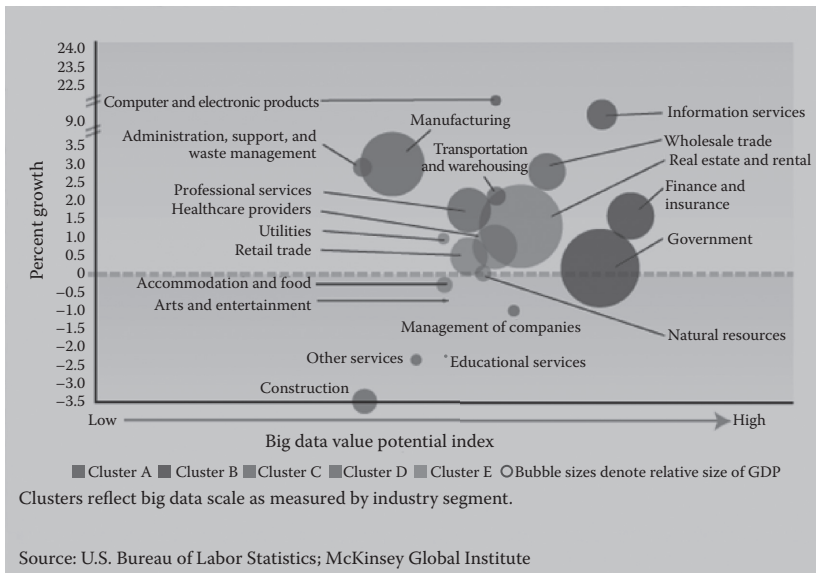 24.0
23.5
22.5
9.0
3.5
3.0
2.5
2.0
1.5
1.0
0.5
0
−0.5
−1.0
−1.5
−2.0
−2.5
−3.0
−3.5
Percent growth
Computer and electronic products
Information services
Manufacturing
Administration, support, and
waste management
Transportation
and warehousing
Wholesale trade
Real estate and rental
Professional services
Finance and
insurance
Healthcare providers
Utilities
Government
Retail trade
Accommodation and food
Arts and entertainment
Management of companies
Natural resources
Other services
Educational services
Construction
Low
High
Big data value potential index
Cluster A Cluster B Cluster C Cluster D Cluster E Bubble sizes denote relative size of GDP
Clusters reflect big data scale as measured by industry segment.
Source: U.S. Bureau of Labor Statistics; McKinsey Global Institute